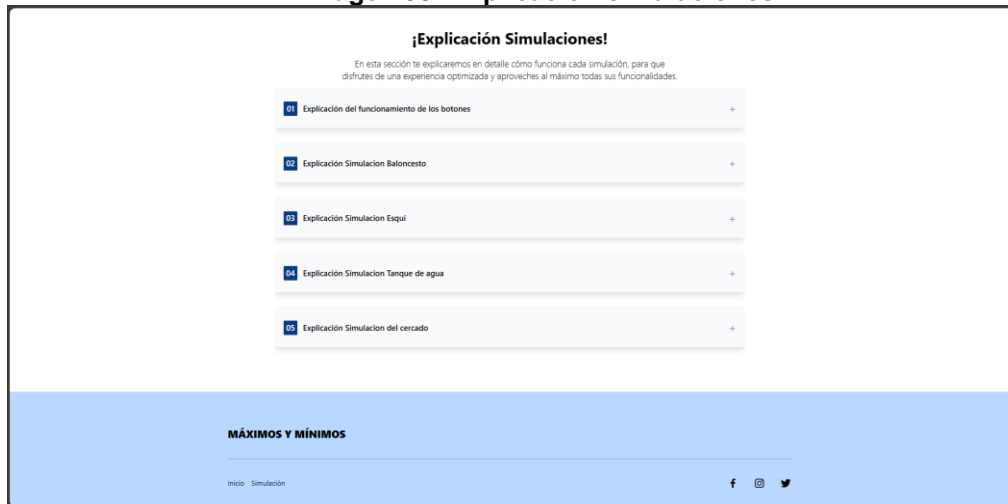 ¡Explicación Simulaciones!
En esta sección te explicaremos en detalle cómo funciona cada simulación, para que
disfrutes de una experiencia optimizada y aproveches al máximo todas sus funcionalidades.
01 Explicación del funcionamiento de los botones +
02 Explicación Simulacion Baloncesto +
03 Explicación Simulacion Esquí +
04 Explicación Simulacion Tanque de agua +
05 Explicación Simulacion del cercado +
MÁXIMOS Y MÍNIMOS
Inicio Simulación